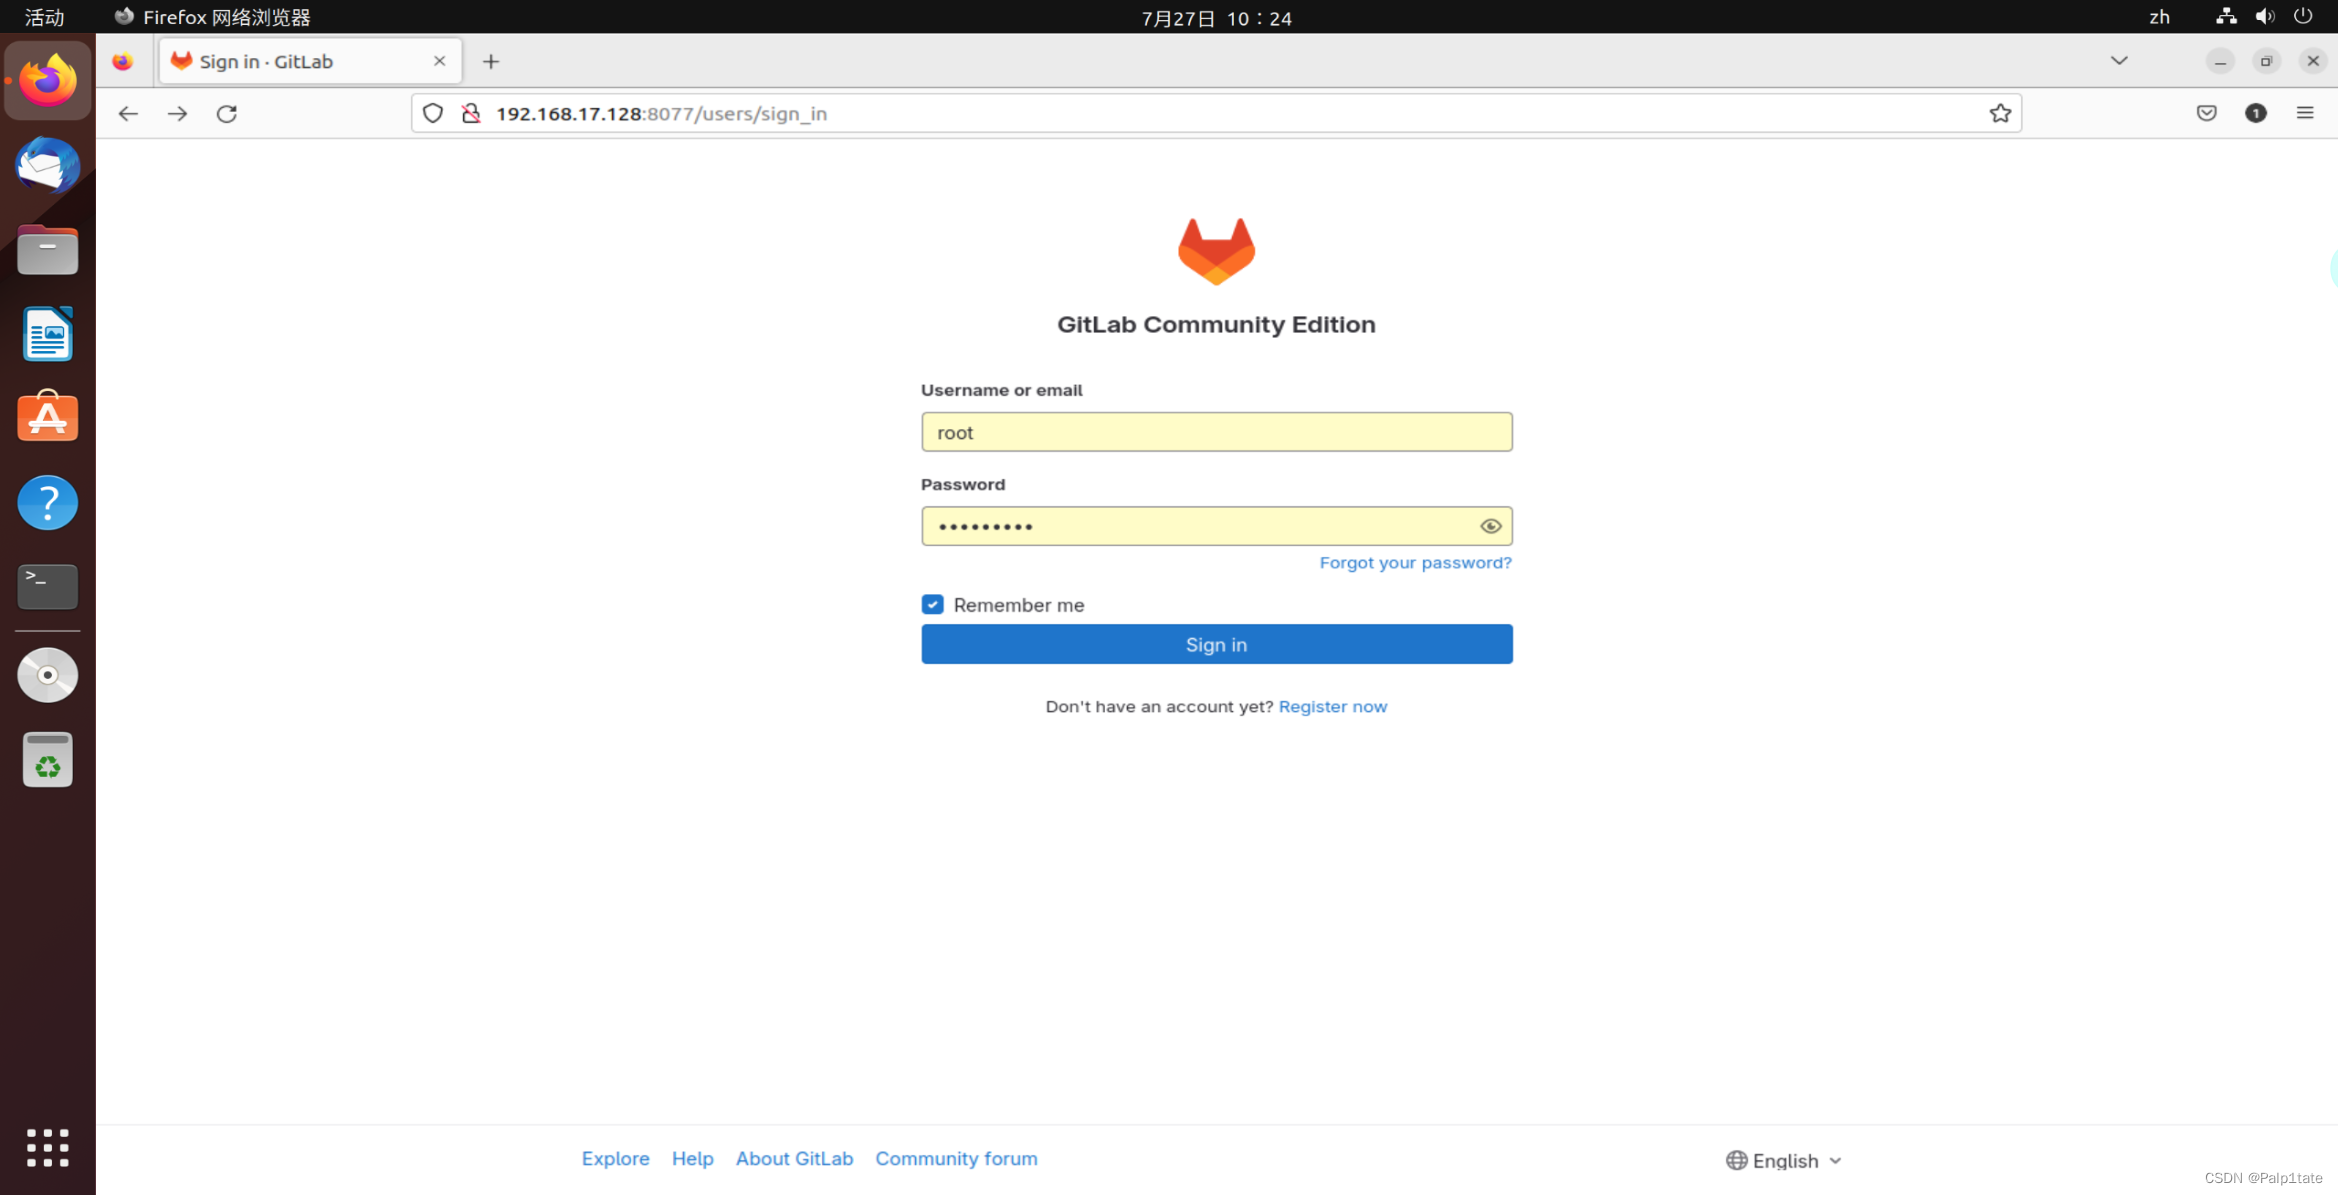 活动
Firefox 网络浏览器
7月27日 10：24
zh
Sign in · GitLab
192.168.17.128:8077/users/sign_in
1
GitLab Community Edition
Username or email
root
Password
•••••••••
Forgot your password?
Remember me
Sign in
Don't have an account yet? Register now
Explore Help About GitLab Community forum
English
CSDN @Palp1tate